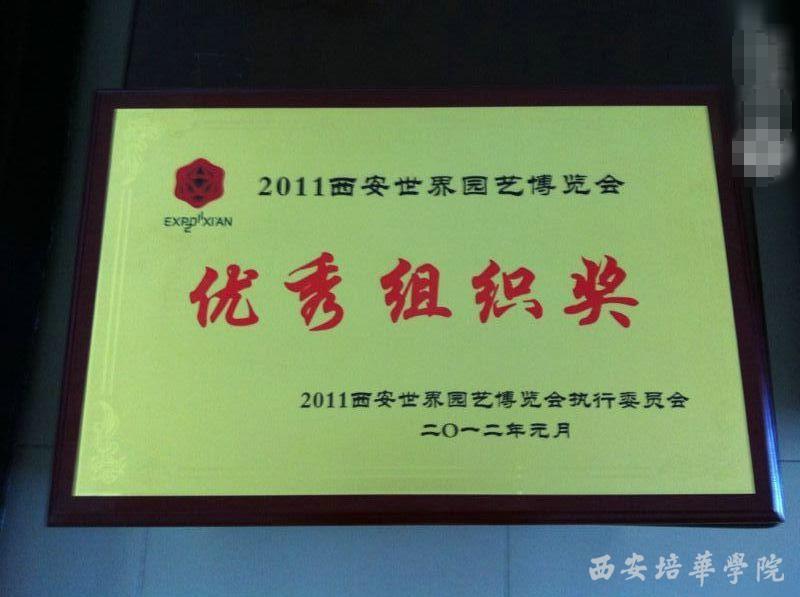 2011西安世界园艺博览会
EXPO 2011 XI'AN
优秀组织奖
2011西安世界园艺博览会执行委员会
二〇一二年元月
西安培華學院